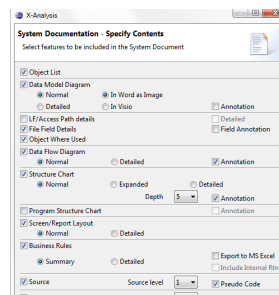 X-Analysis
System Documentation - Specify Contents
Select features to be included in the System Document
Object List
Data Model Diagram
Normal In Word as Image
Detailed In Visio Annotation
LF/Access Path details Detailed
File Field Details Field Annotation
Object Where Used
Data Flow Diagram
Normal Detailed Annotation
Structure Chart
Normal Expanded Detailed
Depth 5 Annotation
Program Structure Chart Annotation
Screen/Report Layout
Normal Detailed
Business Rules
Summary Detailed Export to MS Excel
Include Internal Rtn
Source Source level 1 Pseudo Code